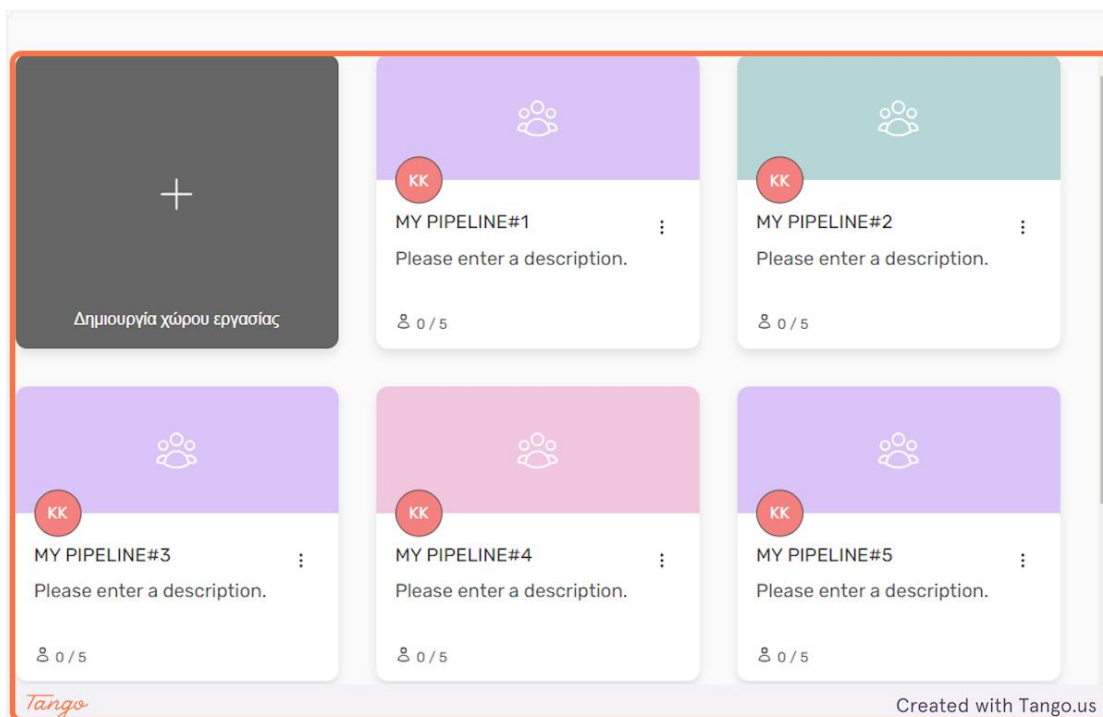 KK
MY PIPELINE#1
Please enter a description.
0 / 5
KK
MY PIPELINE#2
Please enter a description.
0 / 5
Δημιουργία χώρου εργασίας
KK
MY PIPELINE#3
Please enter a description.
0 / 5
KK
MY PIPELINE#4
Please enter a description.
0 / 5
KK
MY PIPELINE#5
Please enter a description.
0 / 5
Tango
Created with Tango.us